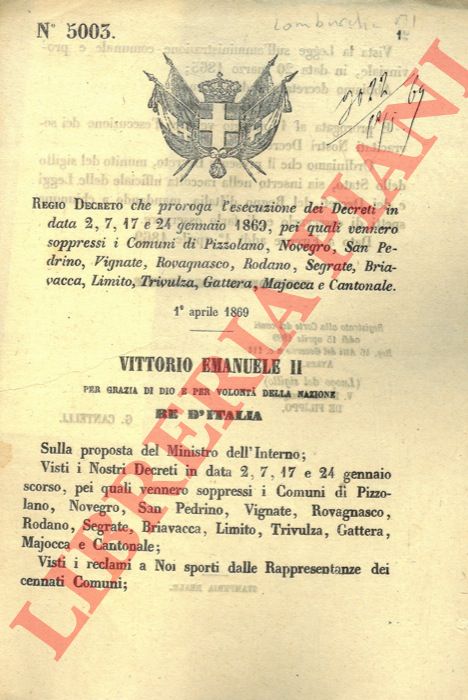 Lombardia
N° 5003.
1°
REGIO DECRETO che proroga l'esecuzione dei Decreti in
data 2, 7, 17 e 24 gennaio 1869, pei quali vennero
soppressi i Comuni di Pizzolano, Novegro, San Pe-
drino, Vignate, Rovagnasco, Rodano, Segrate, Bria-
vacca, Limito, Trivulza, Gattera, Majocca e Cantonale.
1° aprile 1869
VITTORIO EMANUELE II
PER GRAZIA DI DIO E PER VOLONTÀ DELLA NAZIONE
RE D'ITALIA
Sulla proposta del Ministro dell'Interno;
Visti i Nostri Decreti in data 2, 7, 17 e 24 gennaio
scorso, pei quali vennero soppressi i Comuni di Pizzo-
lano, Novegro, San Pedrino, Vignate, Rovagnasco,
Rodano, Segrate, Briavacca, Limito, Trivulza, Gattera,
Majocca e Cantonale;
Visti i reclami a Noi sporti dalle Rappresentanze dei
cennati Comuni;
LIBRERIA PIANI